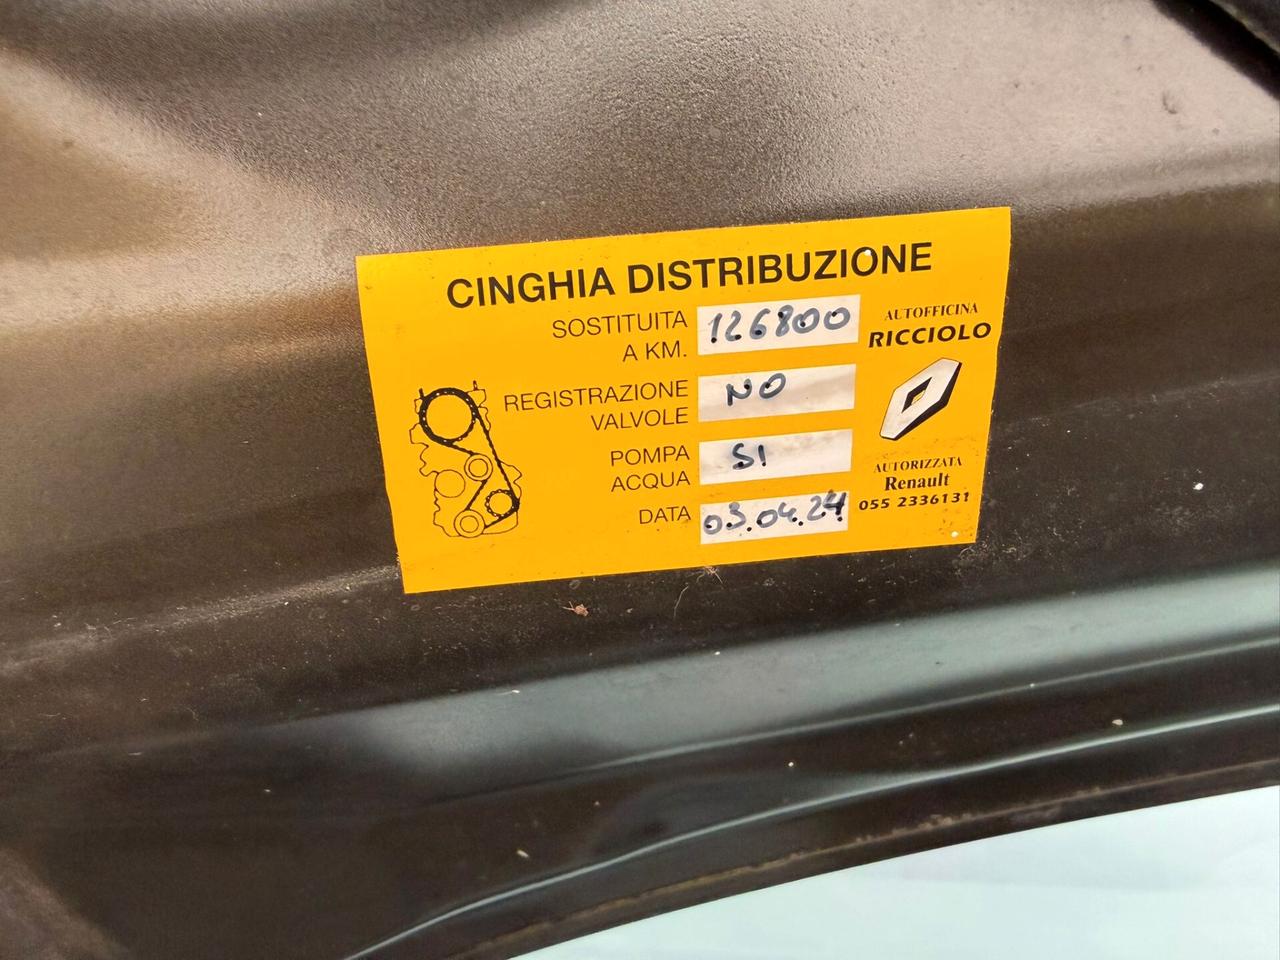 CINGHIA DISTRIBUZIONE
SOSTITUITA
A KM.
126800
REGISTRAZIONE
VALVOLE
NO
POMPA
ACQUA
SI
DATA
03.04.24
AUTOFFICINA
RICCIOLO
AUTORIZZATA
Renault
055 2336131